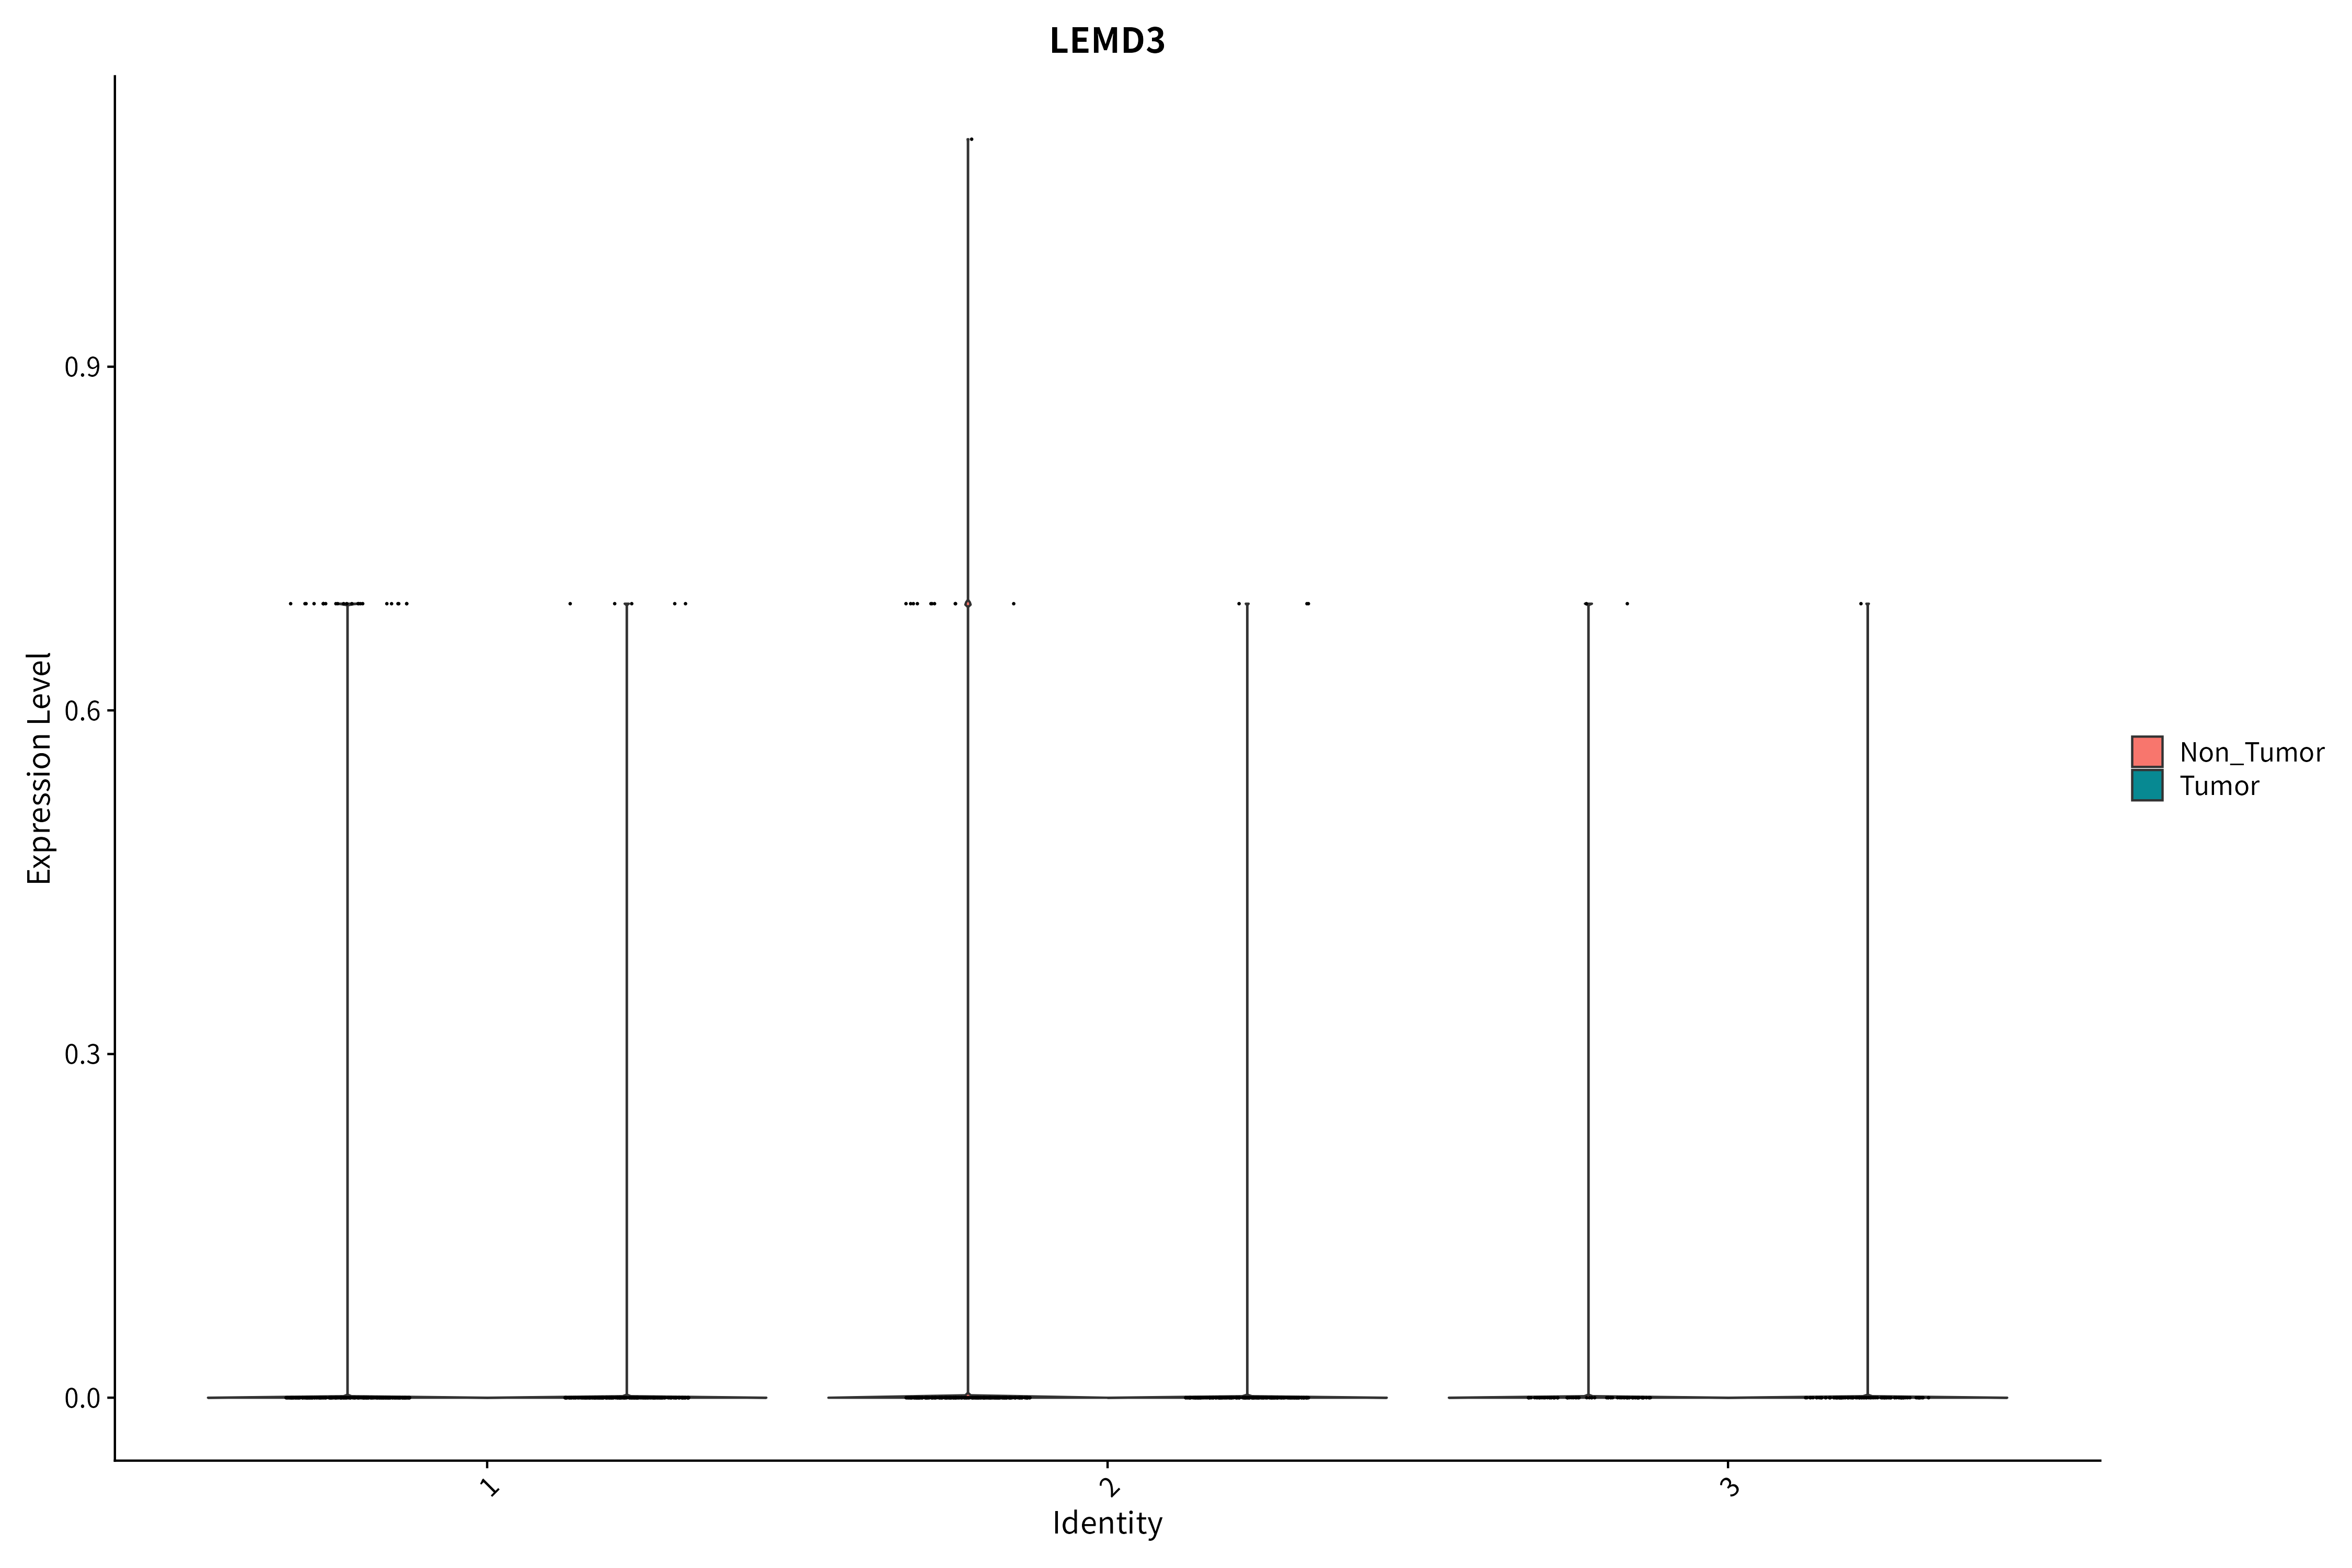 LEMD3
Expression Level
0.9
0.6
0.3
0.0
1
2
3
Identity
Non_Tumor
Tumor